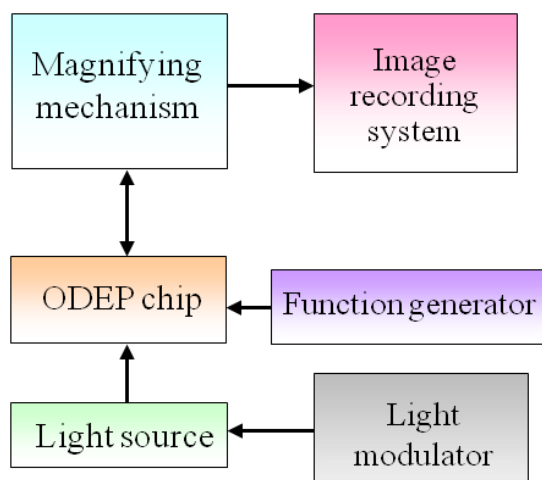 Magnifying
mechanism
Image
recording
system
ODEP chip
Function generator
Light source
Light
modulator